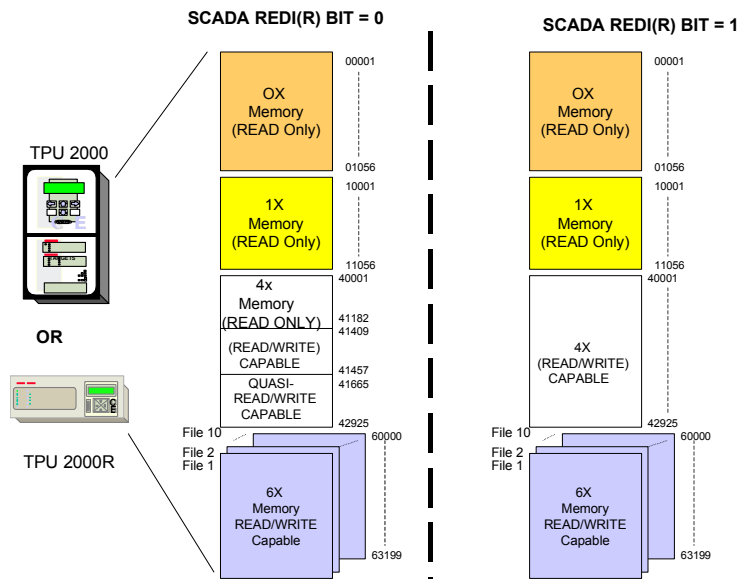 SCADA REDI(R) BIT = 0
SCADA REDI(R) BIT = 1
TPU 2000
C E
TARGETS
OR
TPU 2000R
OX
Memory
(READ Only)
00001
01056
1X
Memory
(READ Only)
10001
11056
4x
Memory
(READ ONLY)
40001
41182
41409
(READ/WRITE)
CAPABLE
41457
41665
QUASI-
READ/WRITE
CAPABLE
42925
File 10
File 2
File 1
60000
6X
Memory
READ/WRITE
Capable
63199
OX
Memory
(READ Only)
00001
01056
1X
Memory
(READ Only)
10001
11056
40001
4X
(READ/WRITE)
CAPABLE
42925
File 10
File 2
File 1
60000
6X
Memory
READ/WRITE
Capable
63199